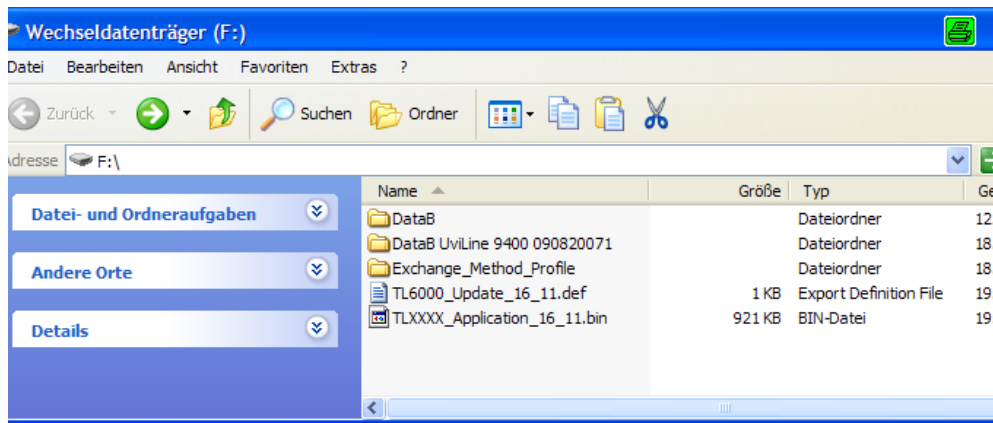 Wechseldatenträger (F:)
Datei Bearbeiten Ansicht Favoriten Extras ?
Zurück Suchen Ordner
Adresse F:\
Datei- und Ordneraufgaben
Andere Orte
Details
Name Größe Typ Ge
DataB Dateiordner 12
DataB UviLine 9400 090820071 Dateiordner 18
Exchange_Method_Profile Dateiordner 18
TL6000_Update_16_11.def 1 KB Export Definition File 19
TLXXXX_Application_16_11.bin 921 KB BIN-Datei 19